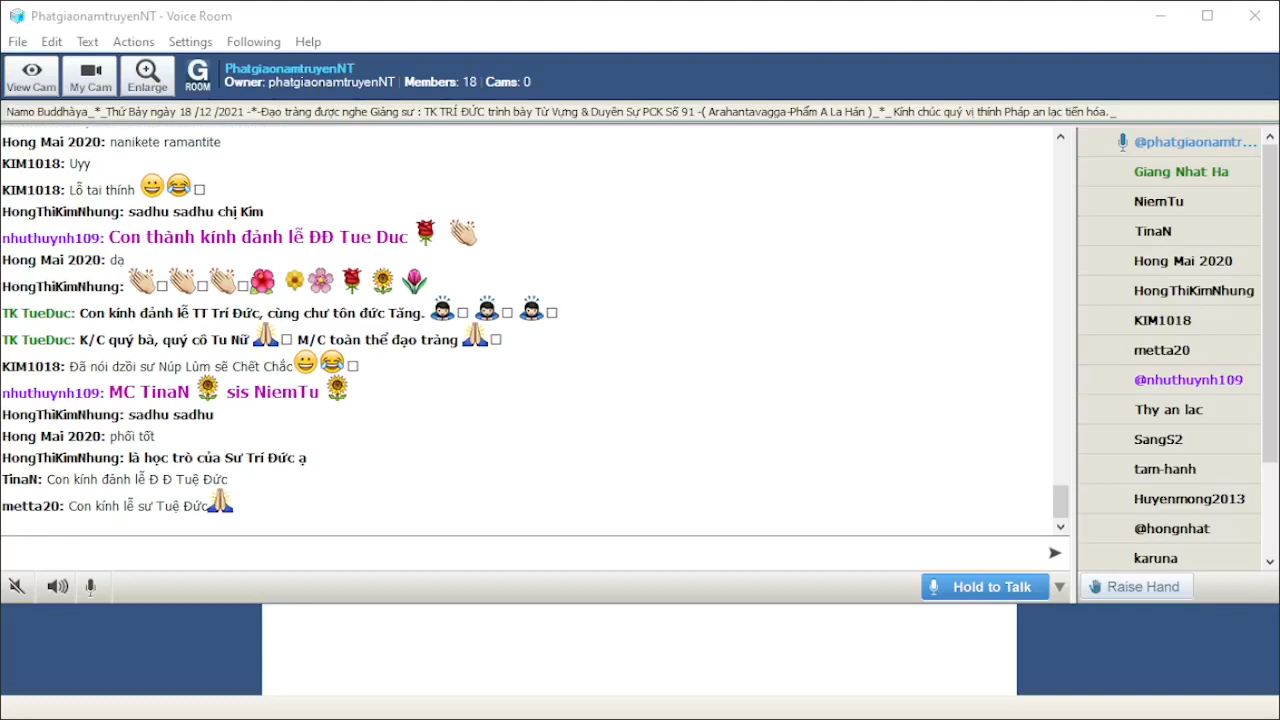 PhatgiaonamtruyenNT - Voice Room
File Edit Text Actions Settings Following Help
View Cam My Cam Enlarge G ROOM
PhatgiaonamtruyenNT
Owner: phatgiaonamtruyenNT Members: 18 Cams: 0
Namo Buddhàya_*_Thứ Bảy ngày 18 /12 /2021 -*-Đạo tràng được nghe Giảng sư : TK TRÍ ĐỨC trình bày Từ Vựng & Duyên Sự PCK Số 91 -( Arahantavagga-Phẩm A La Hán )_*_Kính chúc quý vị thính Pháp an lạc tiến hóa._
Hong Mai 2020: nanikete ramantite
KIM1018: Uyy
KIM1018: Lỗ tai thính 😀😂□
HongThiKimNhung: sadhu sadhu chị Kim
nhuthuynh109: Con thành kính đảnh lễ ĐĐ Tue Duc 🌹 👏
Hong Mai 2020: dạ
HongThiKimNhung: 👏□👏□👏□🌺 🌼🌸 🌹 🌻 🌷
TK TueDuc: Con kính đảnh lễ TT Trí Đức, cùng chư tôn đức Tăng. 🙇□ 🙇□ 🙇□
TK TueDuc: K/C quý bà, quý cô Tu Nữ 🙏□ M/C toàn thể đạo tràng 🙏□
KIM1018: Đã nói dzồi sư Núp Lùm sẽ Chết Chắc😀😂□
nhuthuynh109: MC TinaN 🌻 sis NiemTu 🌻
HongThiKimNhung: sadhu sadhu
Hong Mai 2020: phối tốt
HongThiKimNhung: là học trò của Sư Trí Đức ạ
TinaN: Con kính đảnh lễ Đ Đ Tuệ Đức
metta20: Con kính lễ sư Tuệ Đức🙏
@phatgiaonamtr...
Giang Nhat Ha
NiemTu
TinaN
Hong Mai 2020
HongThiKimNhung
KIM1018
metta20
@nhuthuynh109
Thy an lac
SangS2
tam-hanh
Huyenmong2013
@hongnhat
karuna
Hold to Talk
Raise Hand